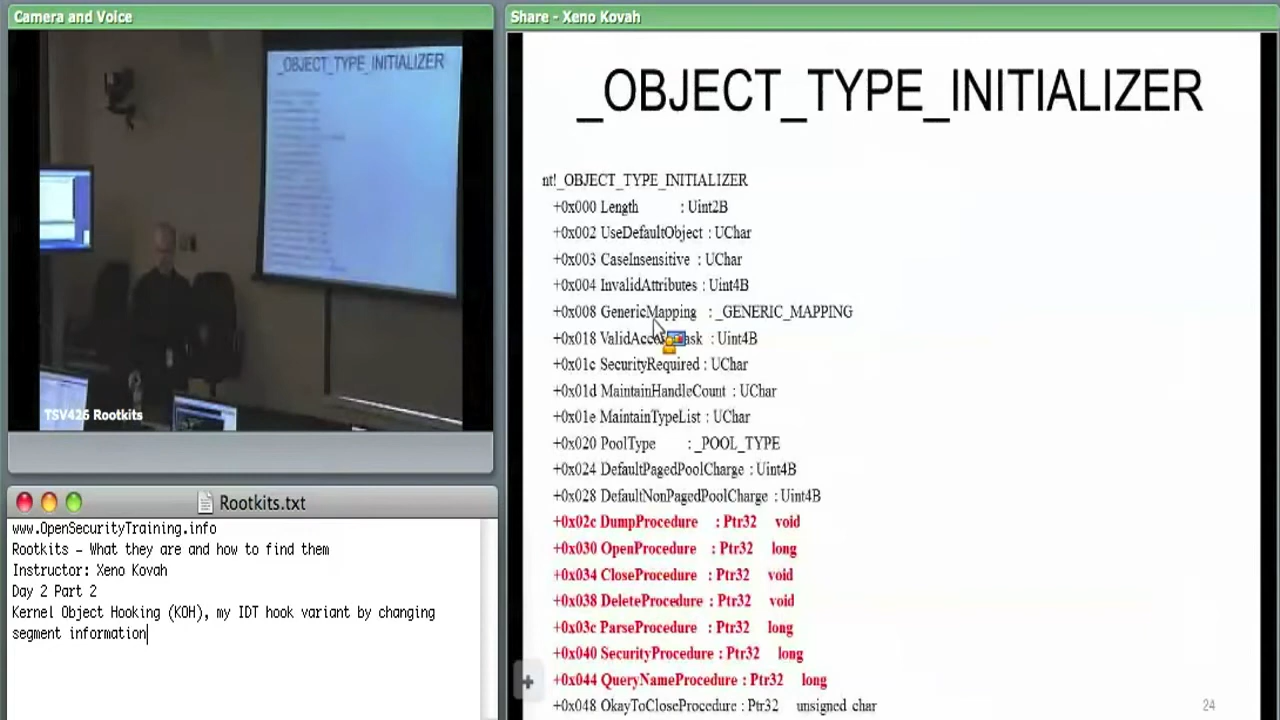 Camera and Voice
_OBJECT_TYPE_INITIALIZER
TSV426 Rootkits
Rootkits.txt
www.OpenSecurityTraining.info
Rootkits - What they are and how to find them
Instructor: Xeno Kovah
Day 2 Part 2
Kernel Object Hooking (KOH), my IDT hook variant by changing
segment information
Share - Xeno Kovah
_OBJECT_TYPE_INITIALIZER
nt!_OBJECT_TYPE_INITIALIZER
+0x000 Length : Uint2B
+0x002 UseDefaultObject : UChar
+0x003 CaseInsensitive : UChar
+0x004 InvalidAttributes : Uint4B
+0x008 GenericMapping : _GENERIC_MAPPING
+0x018 : Uint4B
+0x01c SecurityRequired : UChar
+0x01d MaintainHandleCount : UChar
+0x01e MaintainTypeList : UChar
+0x020 PoolType : _POOL_TYPE
+0x024 DefaultPagedPoolCharge : Uint4B
+0x028 DefaultNonPagedPoolCharge : Uint4B
+0x02c DumpProcedure : Ptr32 void
+0x030 OpenProcedure : Ptr32 long
+0x034 CloseProcedure : Ptr32 void
+0x038 DeleteProcedure : Ptr32 void
+0x03c ParseProcedure : Ptr32 long
+0x040 SecurityProcedure : Ptr32 long
+0x044 QueryNameProcedure : Ptr32 long
+0x048 OkayToCloseProcedure : Ptr32 unsigned char
24